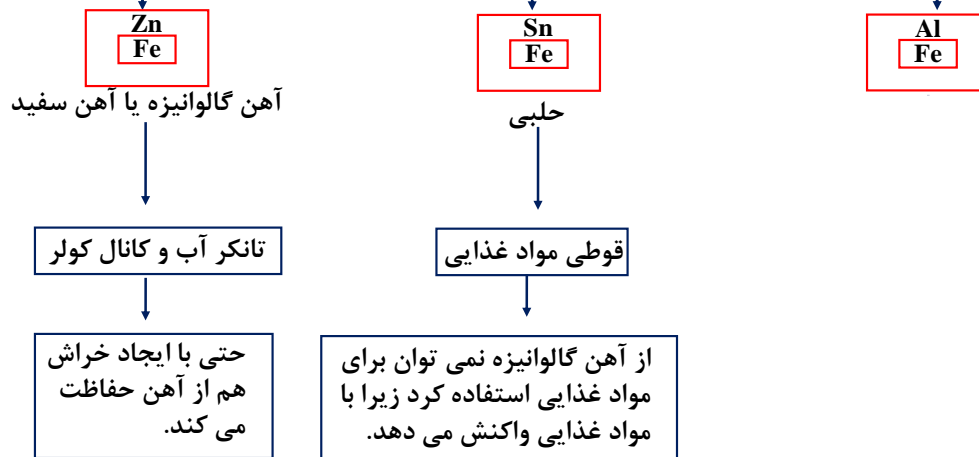 Zn
Fe
آهن گالوانیزه یا آهن سفید
تانکر آب و کانال کولر
حتی با ایجاد خراش
هم از آهن حفاظت
می کند.
Sn
Fe
حلبی
قوطی مواد غذایی
از آهن گالوانیزه نمی توان برای
مواد غذایی استفاده کرد زیرا با
مواد غذایی واکنش می دهد.
Al
Fe